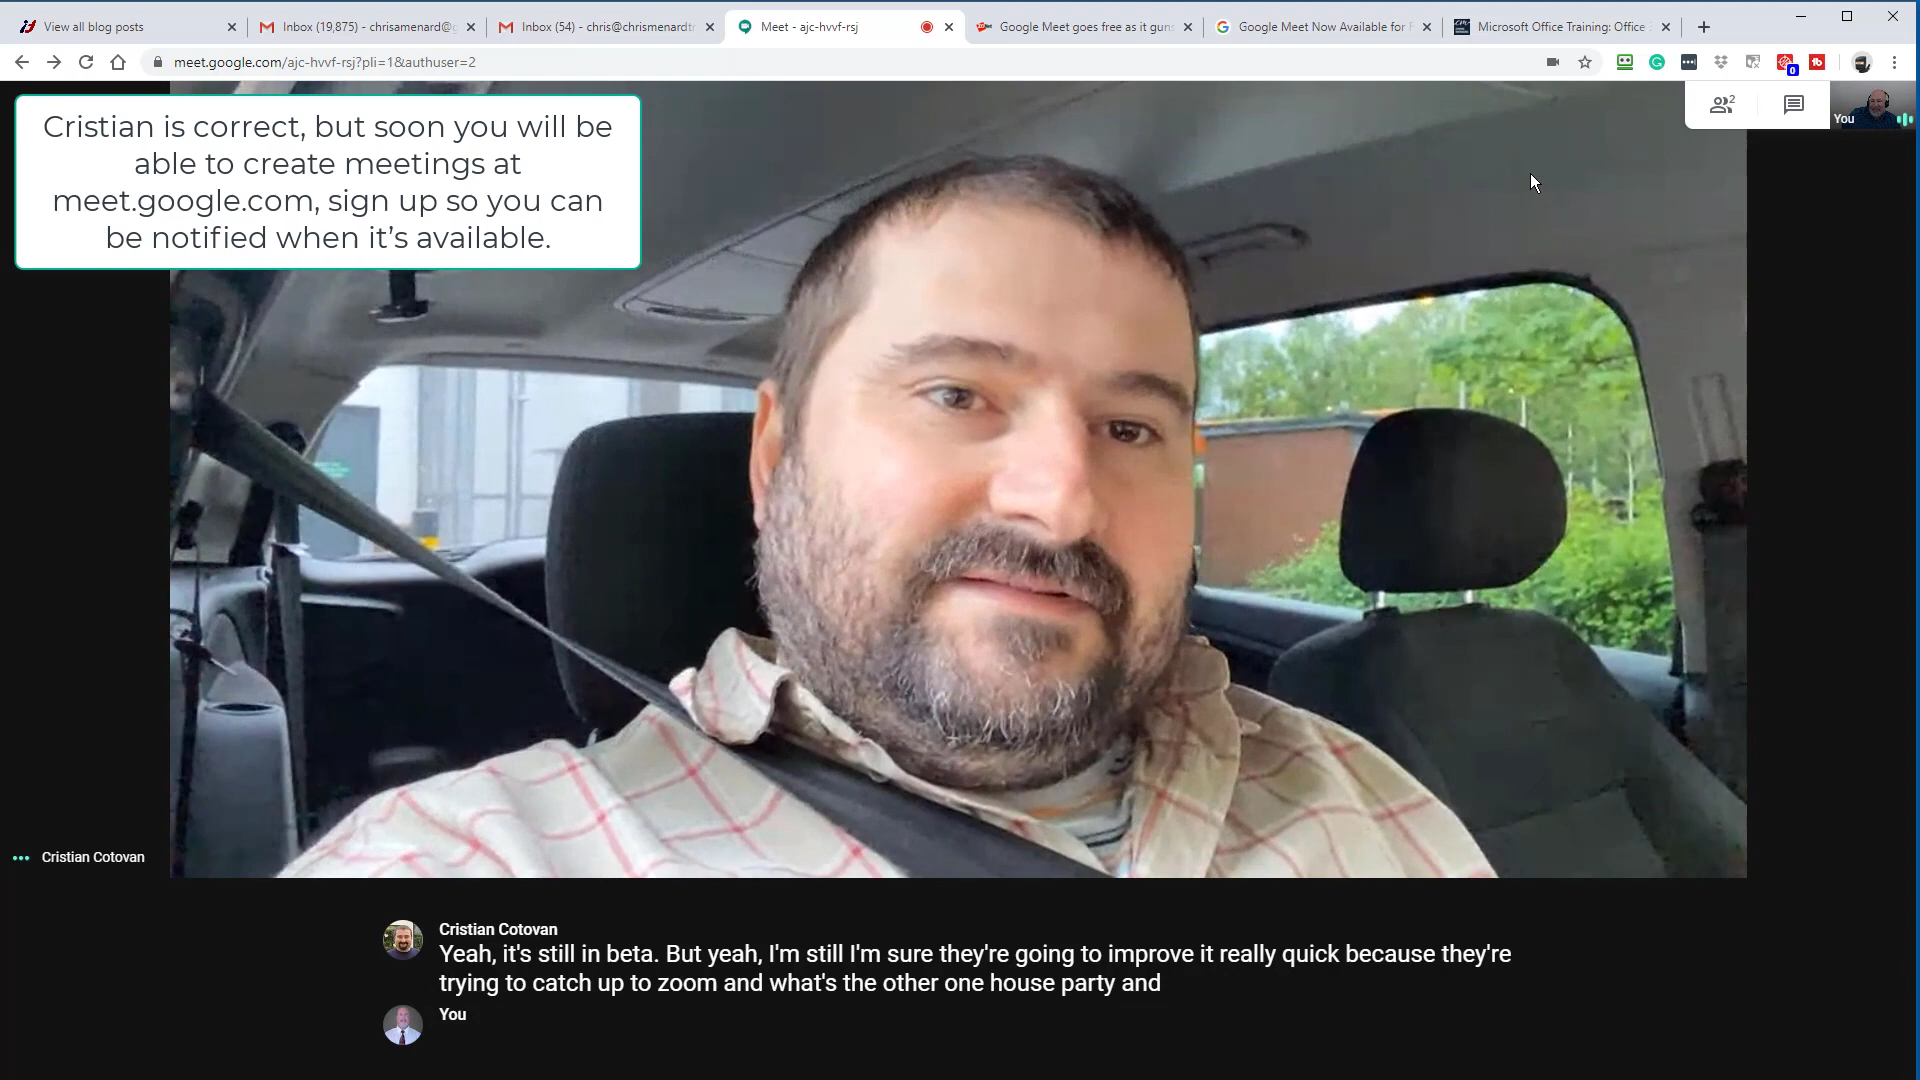 View all blog posts
Inbox (19,875) - chrisamenard@g
Inbox (54) - chris@chrismenardtr
Meet - ajc-hvvf-rsj
Google Meet goes free as it guns
Google Meet Now Available for F
Microsoft Office Training: Office
meet.google.com/ajc-hvvf-rsj?pli=1&authuser=2
0
Cristian is correct, but soon you will be
able to create meetings at
meet.google.com, sign up so you can
be notified when it’s available.
2
You
Cristian Cotovan
Cristian Cotovan
Yeah, it's still in beta. But yeah, I'm still I'm sure they're going to improve it really quick because they're
trying to catch up to zoom and what's the other one house party and
You